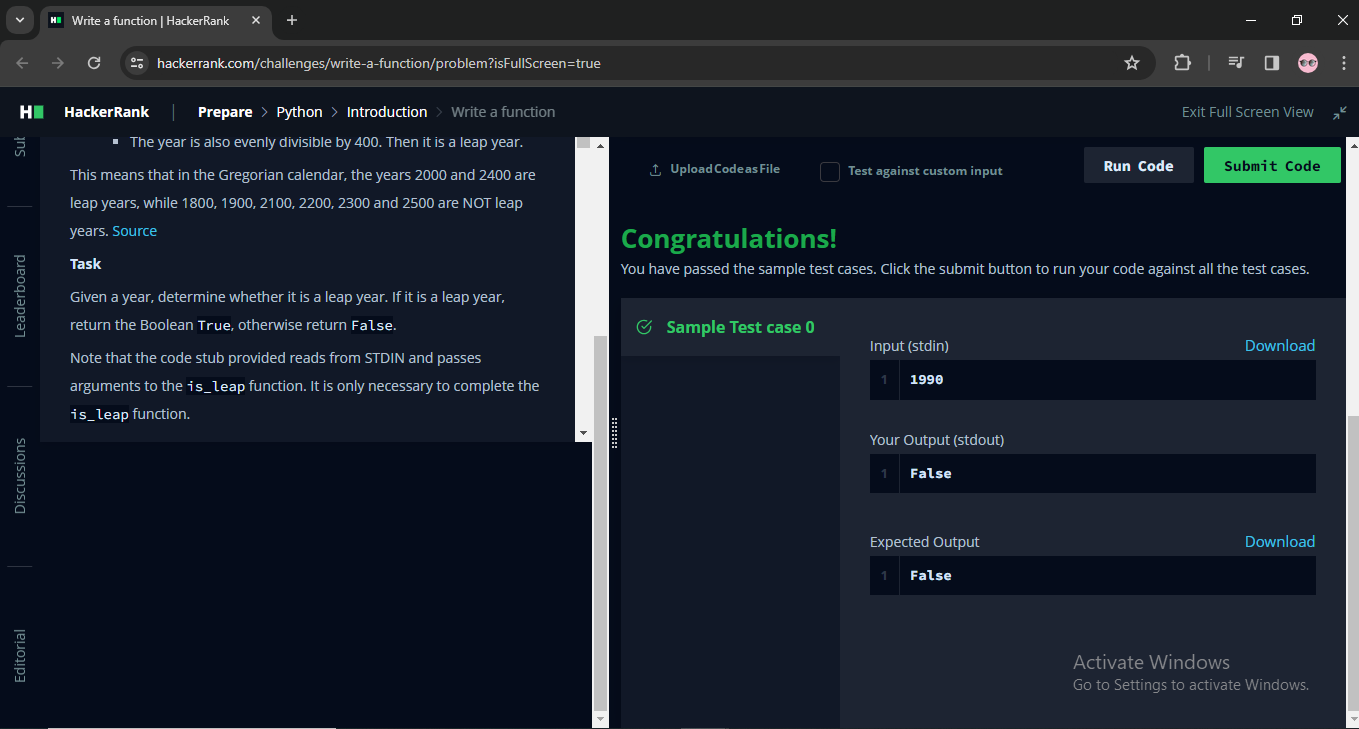 Write a function | HackerRank
hackerrank.com/challenges/write-a-function/problem?isFullScreen=true
HackerRank
Prepare > Python > Introduction > Write a function
Exit Full Screen View
Leaderboard
Discussions
Editorial
The year is also evenly divisible by 400. Then it is a leap year.
This means that in the Gregorian calendar, the years 2000 and 2400 are
leap years, while 1800, 1900, 2100, 2200, 2300 and 2500 are NOT leap
years. Source
Task
Given a year, determine whether it is a leap year. If it is a leap year,
return the Boolean True, otherwise return False.
Note that the code stub provided reads from STDIN and passes
arguments to the is_leap function. It is only necessary to complete the
is_leap function.
Upload Code as File
Test against custom input
Run Code
Submit Code
Congratulations!
You have passed the sample test cases. Click the submit button to run your code against all the test cases.
Sample Test case 0
Input (stdin)
Download
1 1990
Your Output (stdout)
1 False
Expected Output
Download
1 False
Activate Windows
Go to Settings to activate Windows.